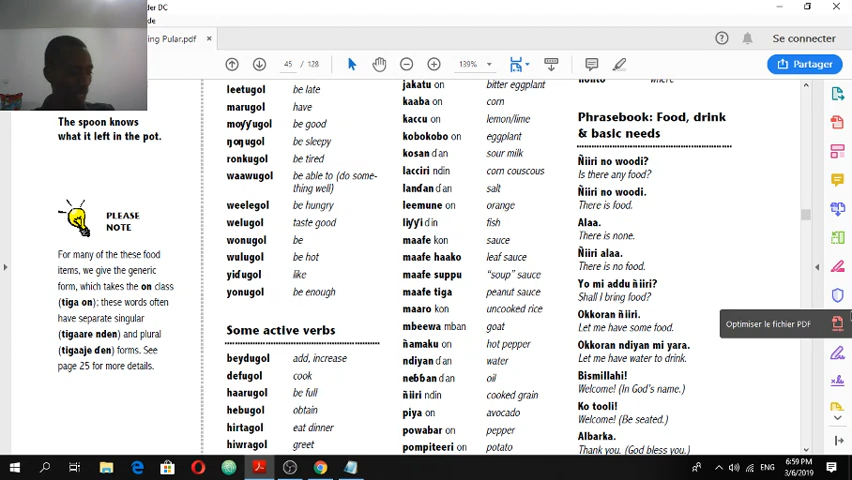 der DC
de
ing Pular.pdf ×
Se connecter
45 / 128
139%
Partager
The spoon knows
what it left in the pot.
PLEASE
NOTE
For many of the these food
items, we give the generic
form, which takes the on class
(tiga on); these words often
have separate singular
(tigaare nden) and plural
(tigaaje ɗen) forms. See
page 25 for more details.
leetugol be late
marugol have
moƴƴugol be good
ŋoŋugol be sleepy
ronkugol be tired
waawugol be able to (do some-
thing well)
weelegol be hungry
welugol taste good
wonugol be
wulugol be hot
yiɗugol like
yonugol be enough
Some active verbs
beydugol add, increase
defugol cook
haarugol be full
hebugol obtain
hirtagol eat dinner
hiwragol greet
jakatu on bitter eggplant
kaaba on corn
kaccu on lemon/lime
kobokobo on eggplant
kosan ɗan sour milk
lacciri ndin corn couscous
landan ɗan salt
leemune on orange
liƴƴi ɗin fish
maafe kon sauce
maafe haako leaf sauce
maafe suppu "soup" sauce
maafe tiga peanut sauce
maaro kon uncooked rice
mbeewa mban goat
ñamaku on hot pepper
ndiyan ɗan water
nebban ɗan oil
ñiiri ndin cooked grain
piya on avocado
powabar on pepper
pompiteeri on potato
where
Phrasebook: Food, drink
& basic needs
Ñiiri no woodi?
Is there any food?
Ñiiri no woodi.
There is food.
Alaa.
There is none.
Ñiiri alaa.
There is no food.
Yo mi addu ñiiri?
Shall I bring food?
Okkoran ñiiri.
Let me have some food.
Okkoran ndiyan mi yara.
Let me have water to drink.
Bismillahi!
Welcome! (In God's name.)
Ko tooli!
Welcome! (Be seated.)
Albarka.
Thank you. (God bless you.)
Optimiser le fichier PDF
ENG
6:59 PM
3/6/2019